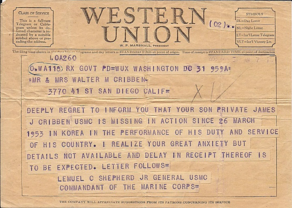 WESTERN
UNION
LOA260
O.WA118 RX GOVT PD=WUX WASHINGTON DC 31 959A=
MR & MRS WALTER M CRIBBEN=
3770 41 ST SAN DIEGO CALIF=
DEEPLY REGRET TO INFORM YOU THAT YOUR SON PRIVATE JAMES
J CRIBBEN USMC IS MISSING IN ACTION SINCE 26 MARCH
1953 IN KOREA IN THE PERFORMANCE OF HIS DUTY AND SERVICE
OF HIS COUNTRY. I REALIZE YOUR GREAT ANXIETY BUT
DETAILS NOT AVAILABLE AND DELAY IN RECEIPT THEREOF IS
TO BE EXPECTED. LETTER FOLLOWS=
LEMUEL C SHEPHERD JR GENERAL USMC
COMMANDANT OF THE MARINE CORPS=